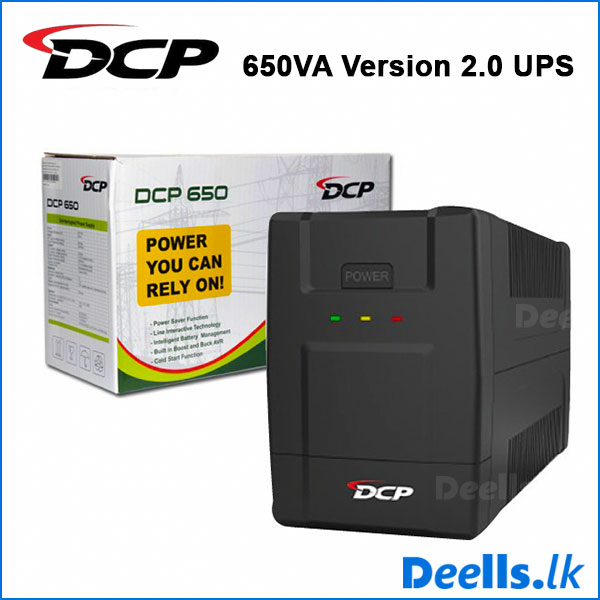 DCP
650VA Version 2.0 UPS
DCP 650
DCP
DCP 650
DCP
POWER
YOU CAN
RELY ON!
- Power Saver Function
- Line Interactive Technology
- Intelligent Battery Management
- Built in Boost and Buck AVR
- Cold Start Function
POWER
Deells.lk
Deells.lk
DCP
Deells.lk